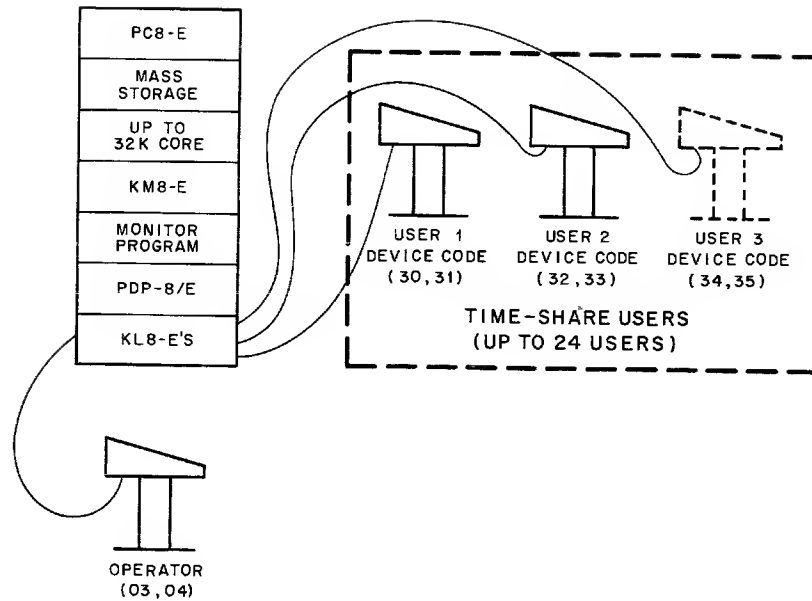 PC8-E
MASS
STORAGE
UP TO
32K CORE
KM8-E
MONITOR
PROGRAM
PDP-8/E
KL8-E'S
USER 1
DEVICE CODE
(30,31)
USER 2
DEVICE CODE
(32,33)
USER 3
DEVICE CODE
(34,35)
TIME-SHARE USERS
(UP TO 24 USERS)
OPERATOR
(03,04)